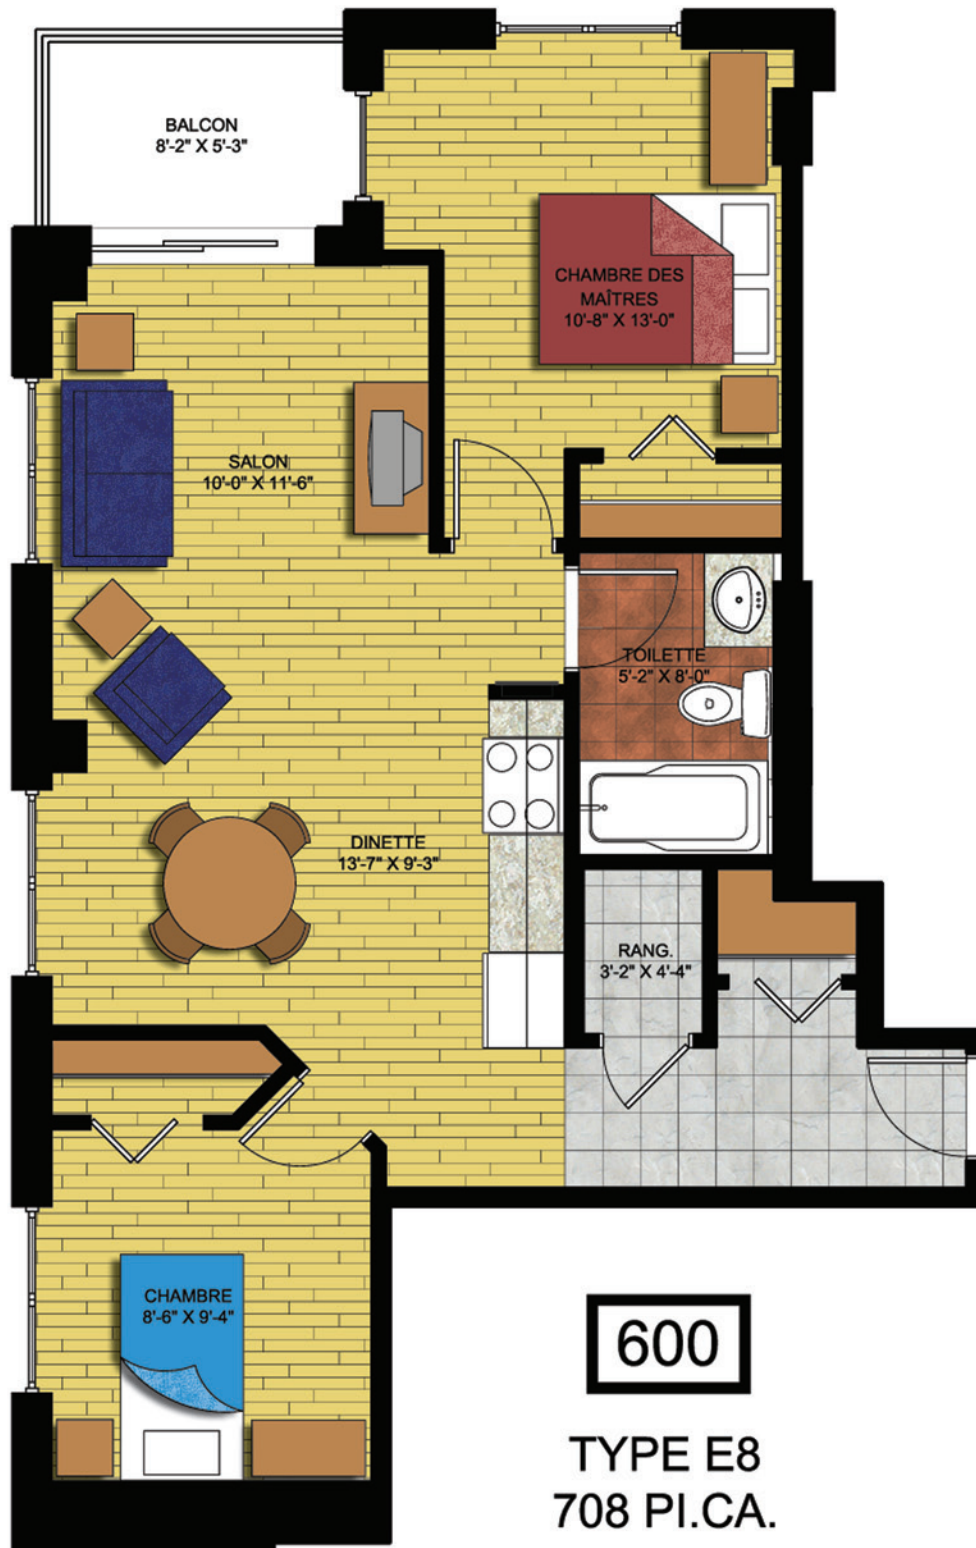 BALCON
8'-2" X 5'-3"
CHAMBRE DES
MAÎTRES
10'-8" X 13'-0"
SALON
10'-0" X 11'-6"
TOILETTE
5'-2" X 8'-0"
DINETTE
13'-7" X 9'-3"
RANG.
3'-2" X 4'-4"
CHAMBRE
8'-6" X 9'-4"
600
TYPE E8
708 PI.CA.